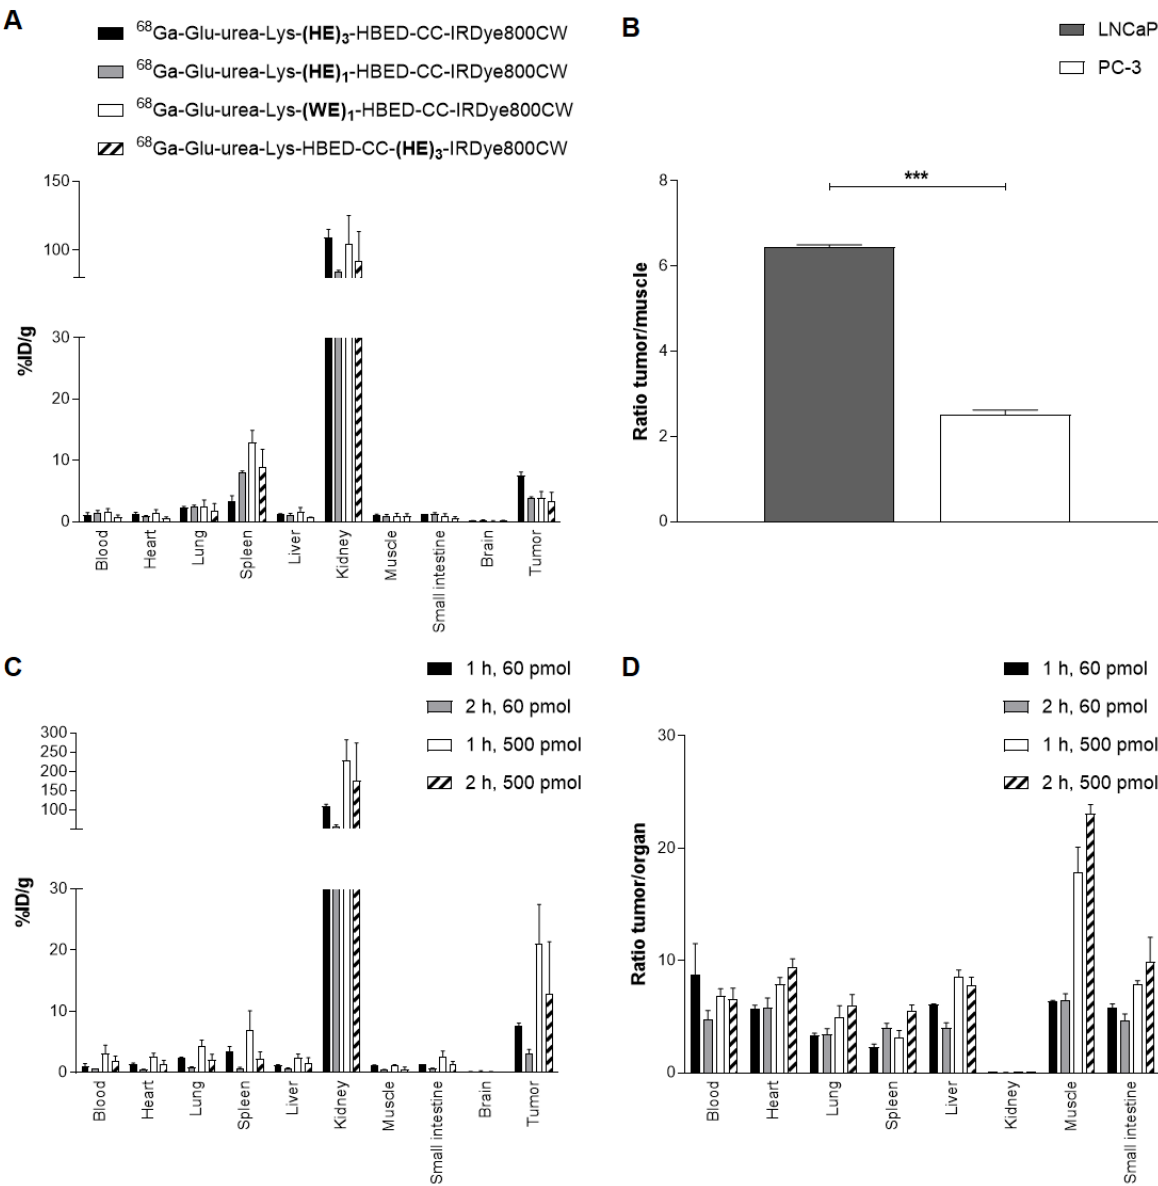 A
⁶⁸Ga-Glu-urea-Lys-(HE)₃-HBED-CC-IRDye800CW
⁶⁸Ga-Glu-urea-Lys-(HE)₁-HBED-CC-IRDye800CW
⁶⁸Ga-Glu-urea-Lys-(WE)₁-HBED-CC-IRDye800CW
⁶⁸Ga-Glu-urea-Lys-HBED-CC-(HE)₃-IRDye800CW
150
100
30
20
10
0
%ID/g
Blood
Heart
Lung
Spleen
Liver
Kidney
Muscle
Small intestine
Brain
Tumor
B
LNCaP
PC-3
***
8
6
4
2
0
Ratio tumor/muscle
C
1 h, 60 pmol
2 h, 60 pmol
1 h, 500 pmol
2 h, 500 pmol
300
250
200
150
100
30
20
10
0
%ID/g
Blood
Heart
Lung
Spleen
Liver
Kidney
Muscle
Small intestine
Brain
Tumor
D
1 h, 60 pmol
2 h, 60 pmol
1 h, 500 pmol
2 h, 500 pmol
30
20
10
0
Ratio tumor/organ
Blood
Heart
Lung
Spleen
Liver
Kidney
Muscle
Small intestine